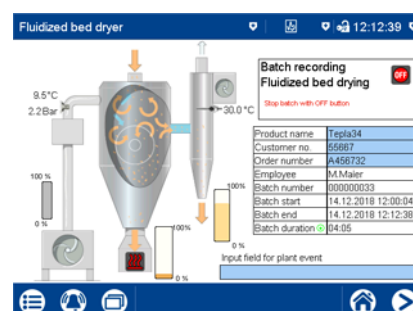 Fluidized bed dryer
12:12:39
Batch recording
Fluidized bed drying
OFF
Stop batch with OFF button
9.5°C
2.2Bar
30.0 °C
Product name Tepla34
Customer no. 55667
Order number A456732
Employee M.Maier
Batch number 000000033
Batch start 14.12.2018 12:00:04
Batch end 14.12.2018 12:12:38
Batch duration 04:05
100 %
0 %
100%
0 %
100%
0 %
Input field for plant event